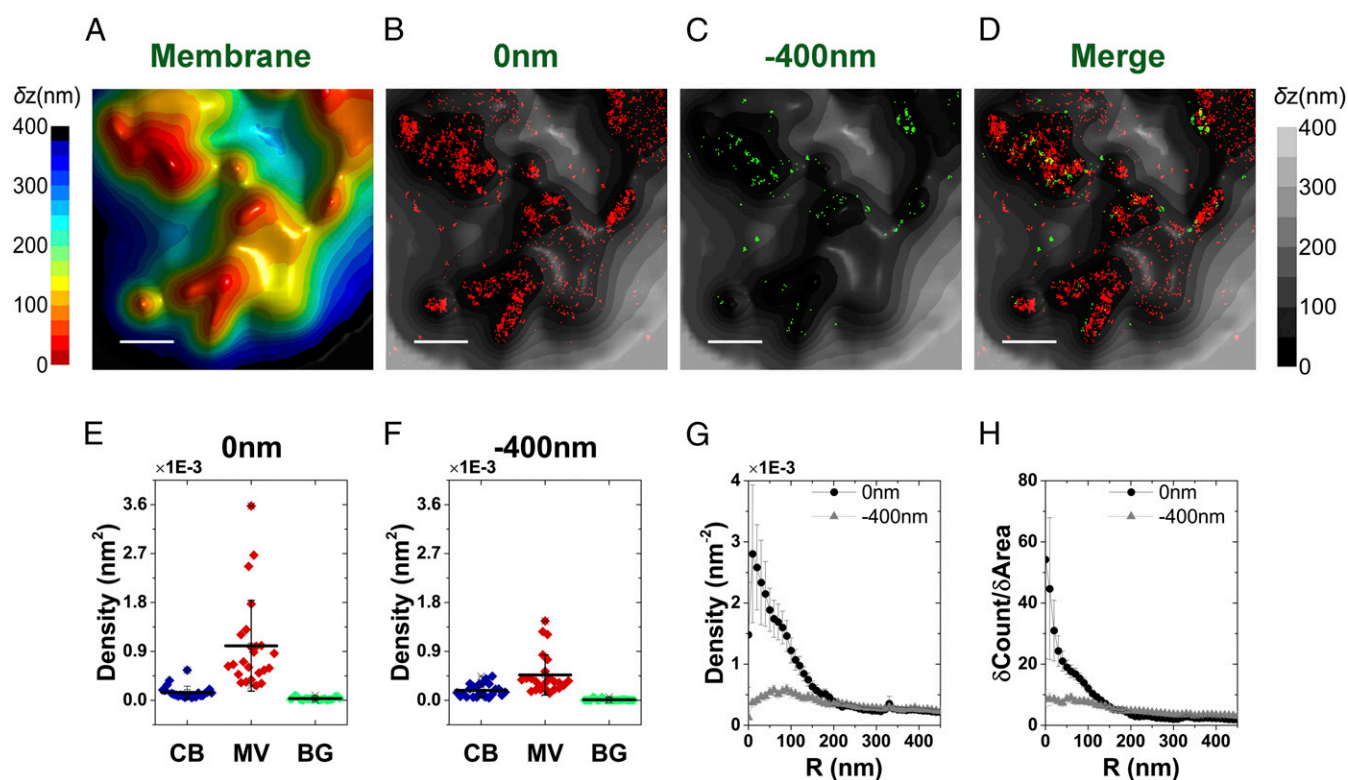 A
B
C
D
Membrane
0nm
-400nm
Merge
δz(nm)
400
300
200
100
0
δz(nm)
400
300
200
100
0
E
F
G
H
0nm
-400nm
×1E-3
Density (nm²)
3.6
2.7
1.8
0.9
0.0
CB MV BG
×1E-3
Density (nm²)
3.6
2.7
1.8
0.9
0.0
CB MV BG
×1E-3
Density (nm⁻²)
4
3
2
1
0
0nm
-400nm
0 100 200 300 400
R (nm)
δCount/δArea
80
60
40
20
0
0nm
-400nm
0 100 200 300 400
R (nm)